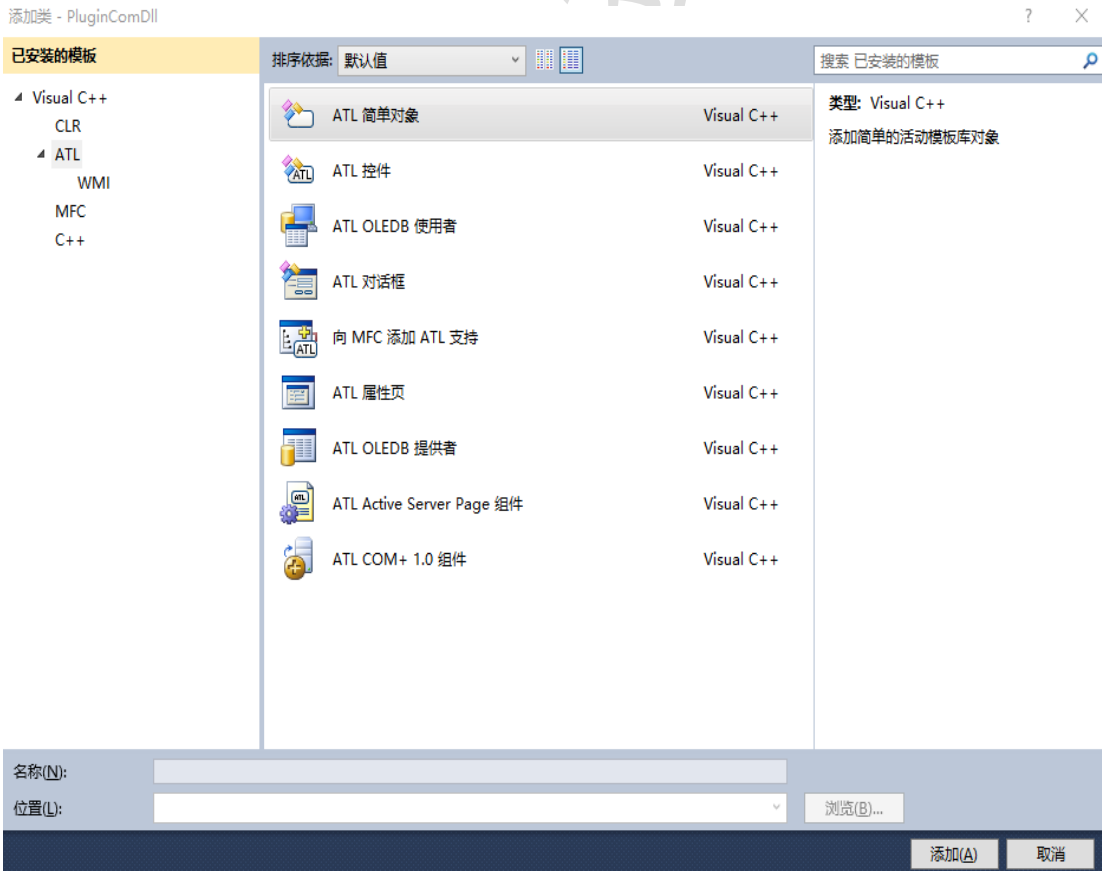 添加类 - PluginComDll
?
已安装的模板
排序依据: 默认值
搜索 已安装的模板
Visual C++
CLR
ATL
WMI
MFC
C++
ATL 简单对象 Visual C++
ATL 控件 Visual C++
ATL OLEDB 使用者 Visual C++
ATL 对话框 Visual C++
向 MFC 添加 ATL 支持 Visual C++
ATL 属性页 Visual C++
ATL OLEDB 提供者 Visual C++
ATL Active Server Page 组件 Visual C++
ATL COM+ 1.0 组件 Visual C++
类型: Visual C++
添加简单的活动模板库对象
名称(N):
位置(L):
浏览(B)...
添加(A) 取消